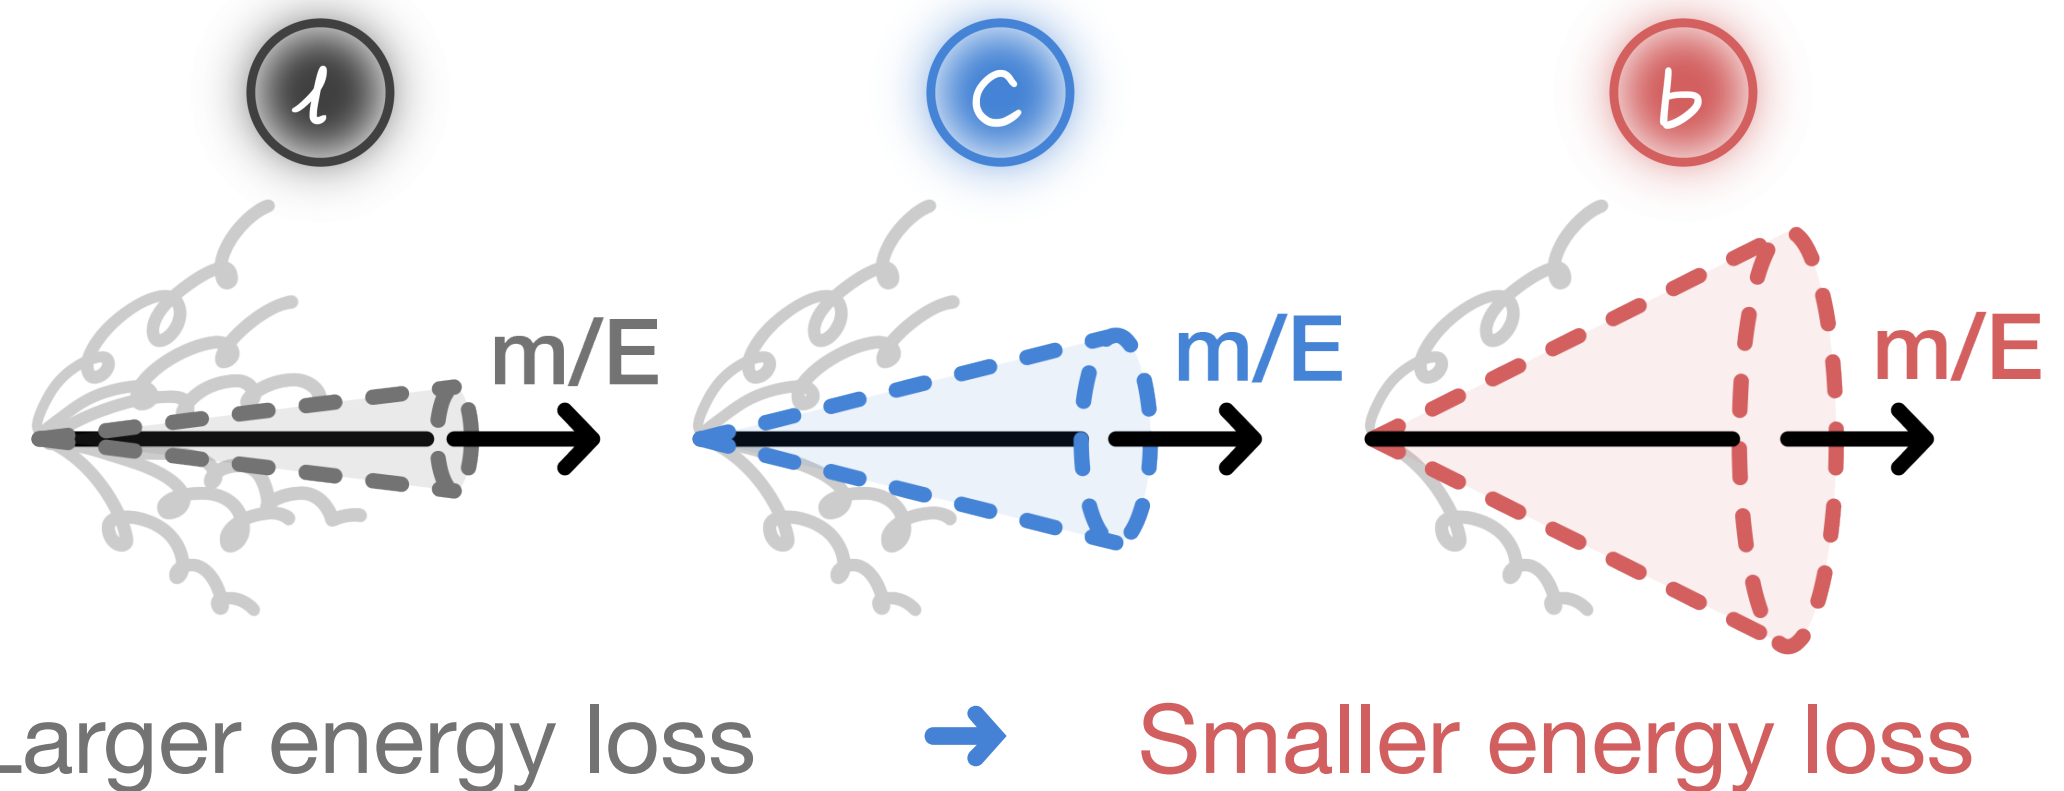 l
c
b
m/E
m/E
m/E
Larger energy loss
Smaller energy loss